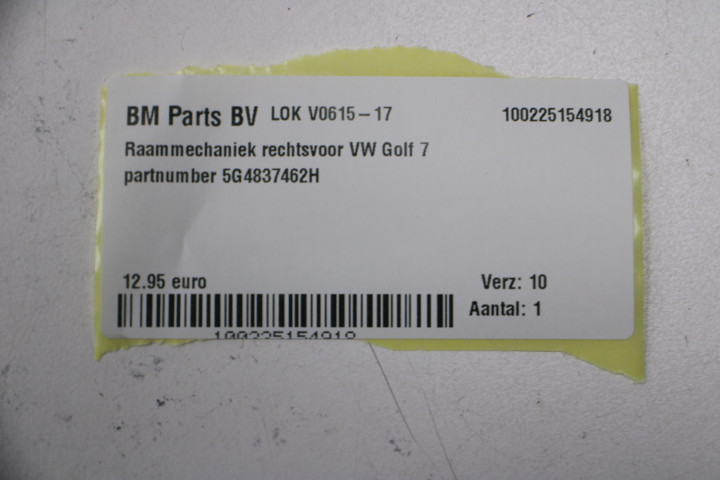 BM Parts BV LOK V0615-17 100225154918
Raammechaniek rechtsvoor VW Golf 7
partnumber 5G4837462H
12.95 euro Verz: 10
Aantal: 1
100225154918